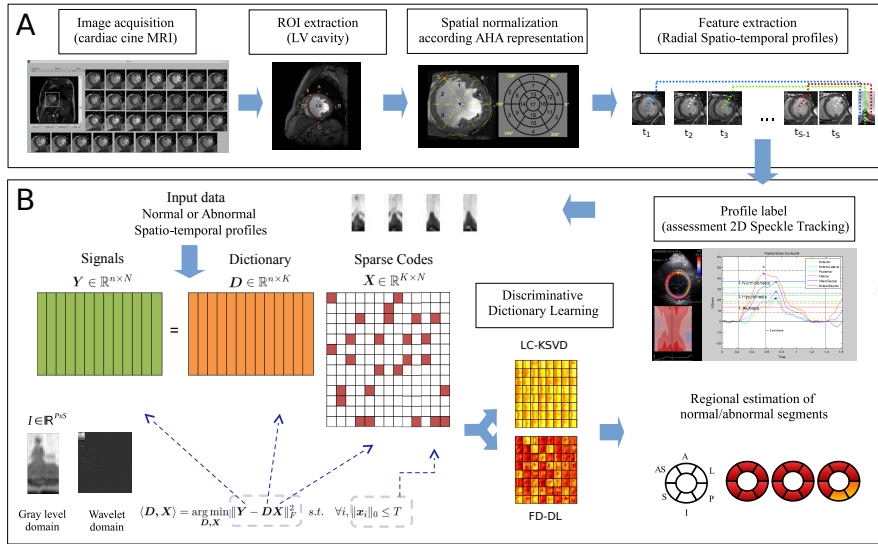 A
Image acquisition
(cardiac cine MRI)
ROI extraction
(LV cavity)
Spatial normalization
according AHA representation
Feature extraction
(Radial Spatio-temporal profiles)
t1
t2
t3
...
tS-1
tS
B
Input data
Normal or Abnormal
Spatio-temporal profiles
Profile label
(assessment 2D Speckle Tracking)
Signals
Y ∈ ℝ^{n×N}
=
Dictionary
D ∈ ℝ^{n×K}
Sparse Codes
X ∈ ℝ^{K×N}
Discriminative
Dictionary Learning
LC-KSVD
FD-DL
Regional estimation of
normal/abnormal segments
A
AS
L
S
P
I
I∈ℝ^{P×S}
Gray level
domain
Wavelet
domain
⟨D, X⟩ = arg min_{D,X} ‖Y − DX‖²_F s.t. ∀i, ‖x_i‖_0 ≤ T